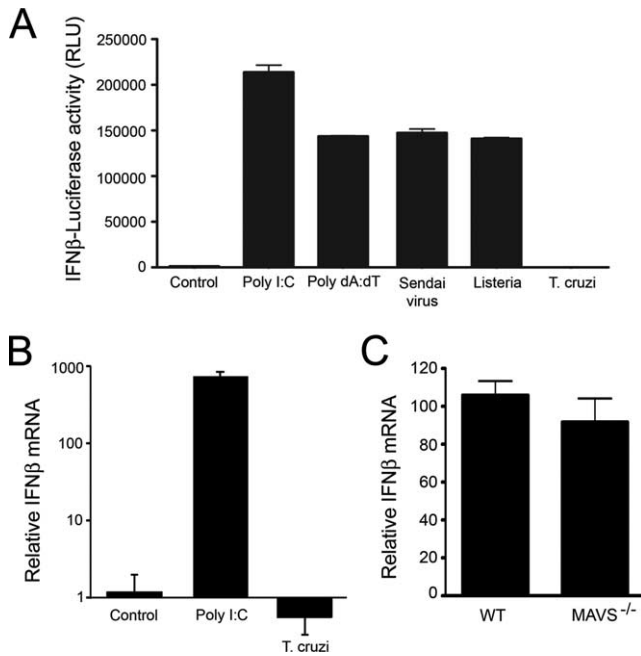 A
IFNβ-Luciferase activity (RLU)
250000
200000
150000
100000
50000
0
Control
Poly I:C
Poly dA:dT
Sendai
virus
Listeria
T. cruzi
B
Relative IFNβ mRNA
1000
100
10
1
Control
Poly I:C
T. cruzi
C
Relative IFNβ mRNA
120
100
80
60
40
20
0
WT
MAVS -/-